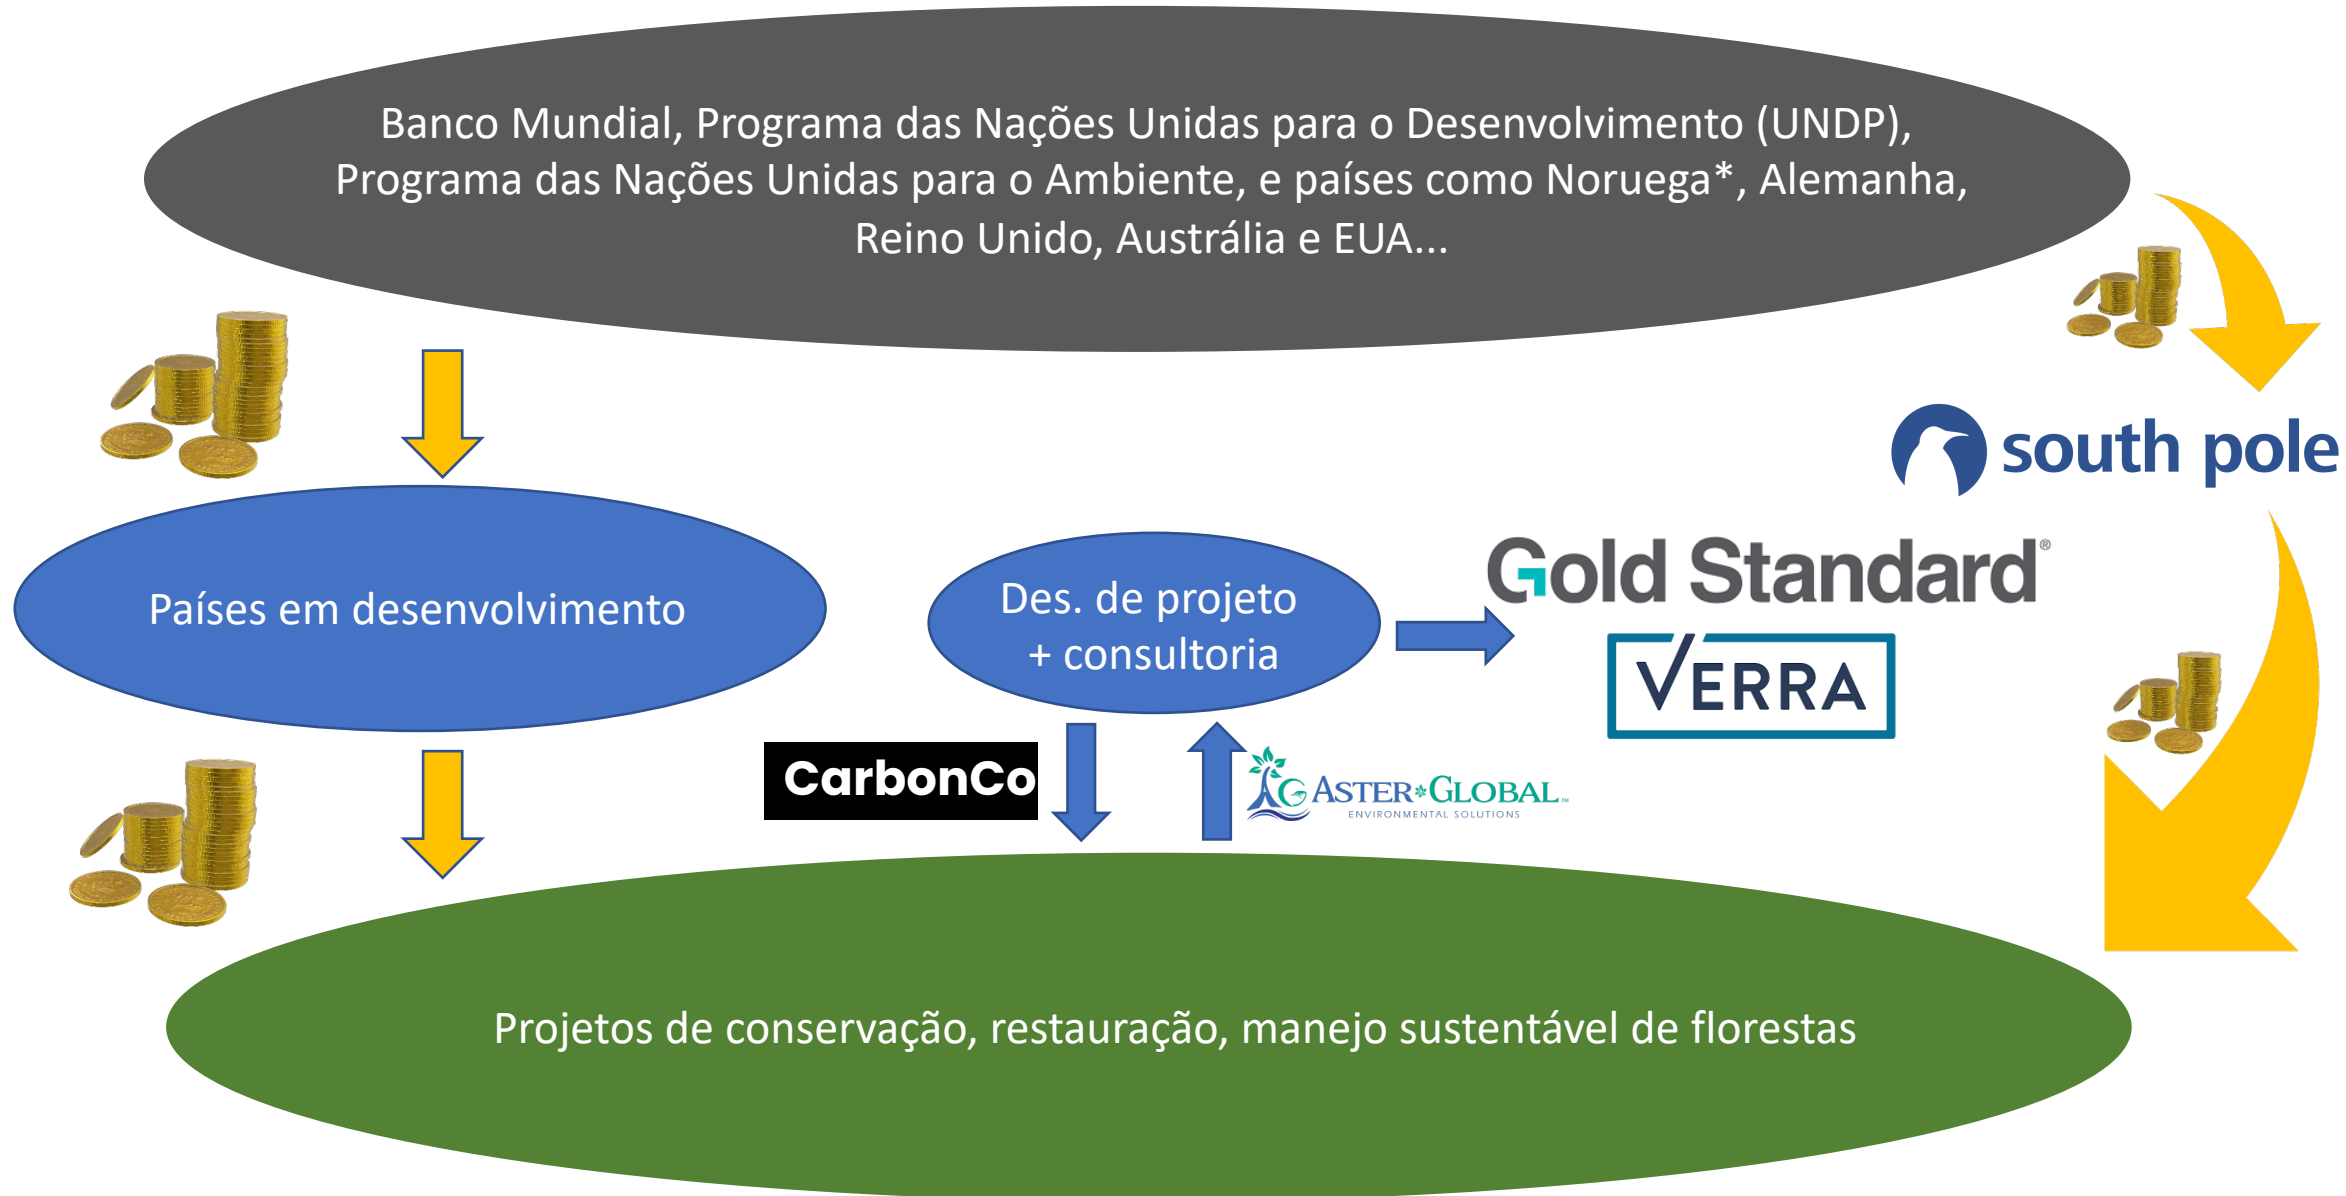 Banco Mundial, Programa das Nações Unidas para o Desenvolvimento (UNDP),
Programa das Nações Unidas para o Ambiente, e países como Noruega*, Alemanha,
Reino Unido, Austrália e EUA...
south pole
Países em desenvolvimento
Des. de projeto
+ consultoria
Gold Standard®
VERRA
CarbonCo
ASTER GLOBAL™
ENVIRONMENTAL SOLUTIONS
Projetos de conservação, restauração, manejo sustentável de florestas